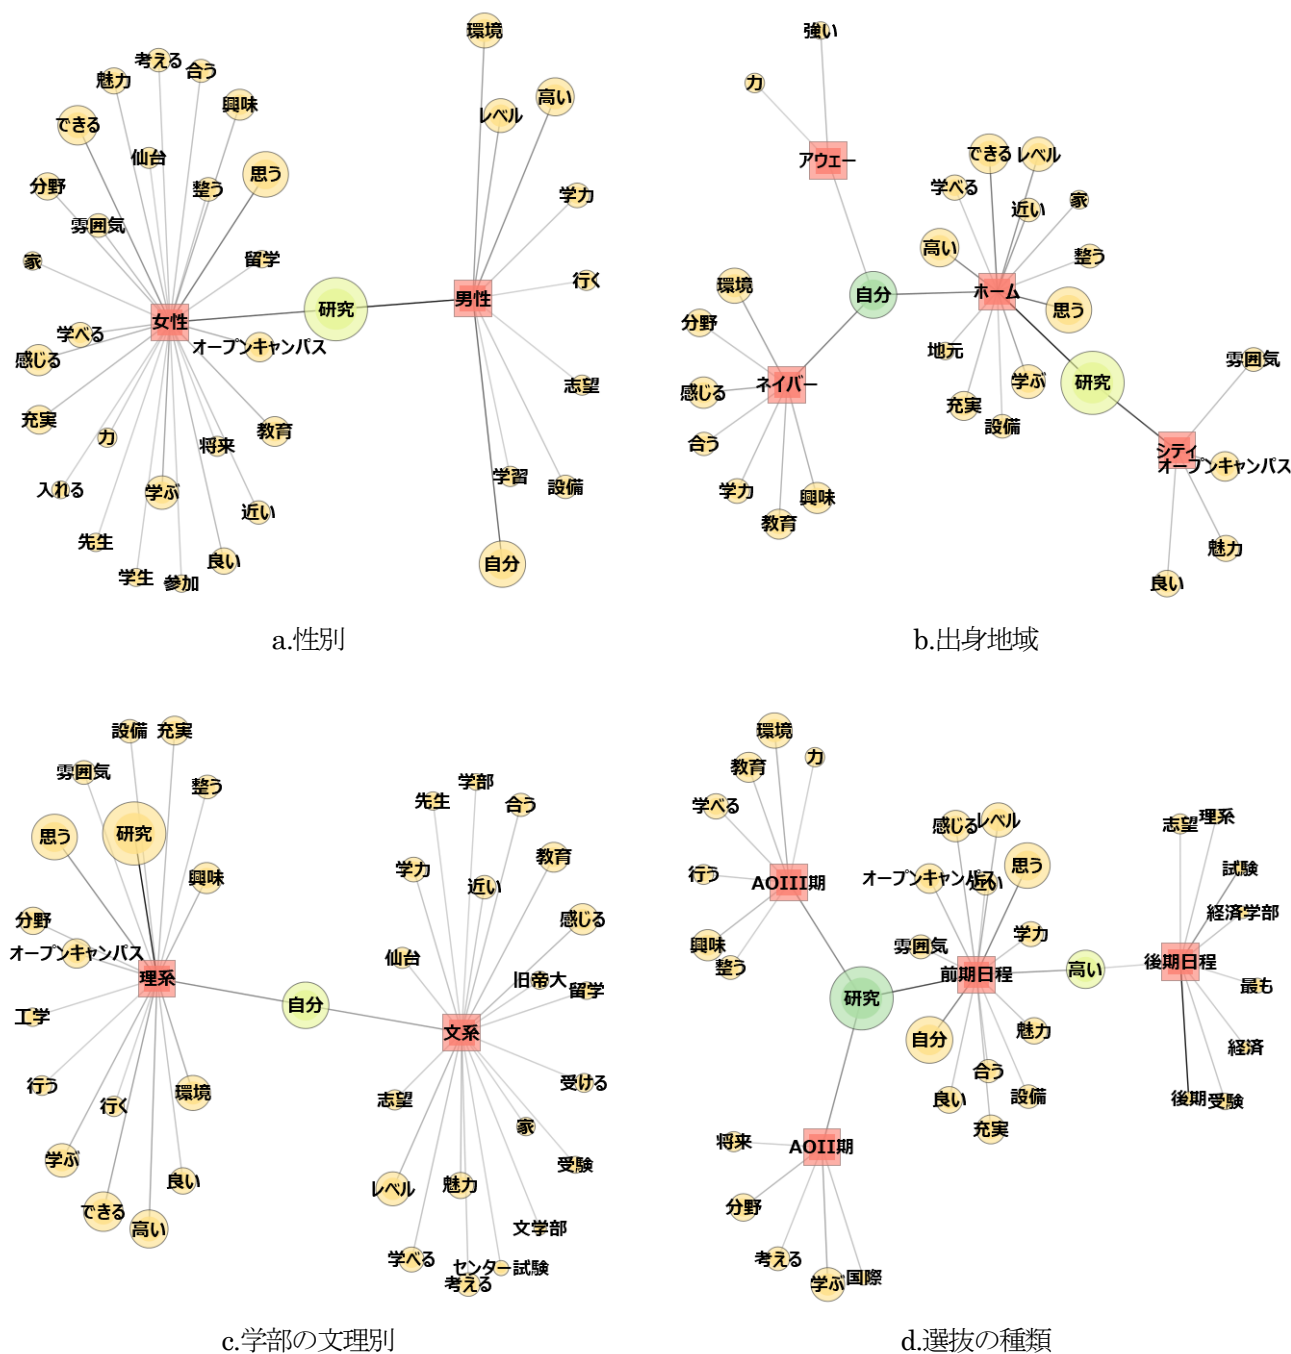 環境
考える
合う
魅力
興味
高い
レベル
できる
仙台
思う
整う
分野
学力
雰囲気
家
留学
行く
研究
男性
女性
学べる
オープンキャンパス
感じる
志望
充実
力
将来
教育
学習
設備
入れる
学ぶ
近い
先生
良い
自分
学生
参加
a.性別
強い
力
アウェー
できる
レベル
学べる
近い
家
高い
整う
環境
自分
ホーム
思う
分野
地元
雰囲気
ネイバー
学ぶ
研究
感じる
充実
設備
合う
シティ
オープンキャンパス
学力
興味
教育
魅力
良い
b.出身地域
設備
充実
雰囲気
整う
学部
先生
合う
思う
研究
教育
学力
興味
近い
分野
感じる
オープンキャンパス
仙台
理系
旧帝大
留学
自分
工学
文系
行う
行く
環境
志望
受ける
家
学ぶ
受験
良い
レベル
魅力
できる
高い
文学部
学べる
センター試験
考える
c.学部の文理別
環境
力
教育
学べる
感じる
レベル
志望
理系
行う
AOIII期
オープンキャンパス
近い
思う
試験
経済学部
興味
整う
雰囲気
学力
前期日程
高い
後期日程
研究
最も
自分
魅力
経済
合う
良い
設備
後期
受験
充実
将来
AOII期
分野
考える
学ぶ
国際
d.選抜の種類